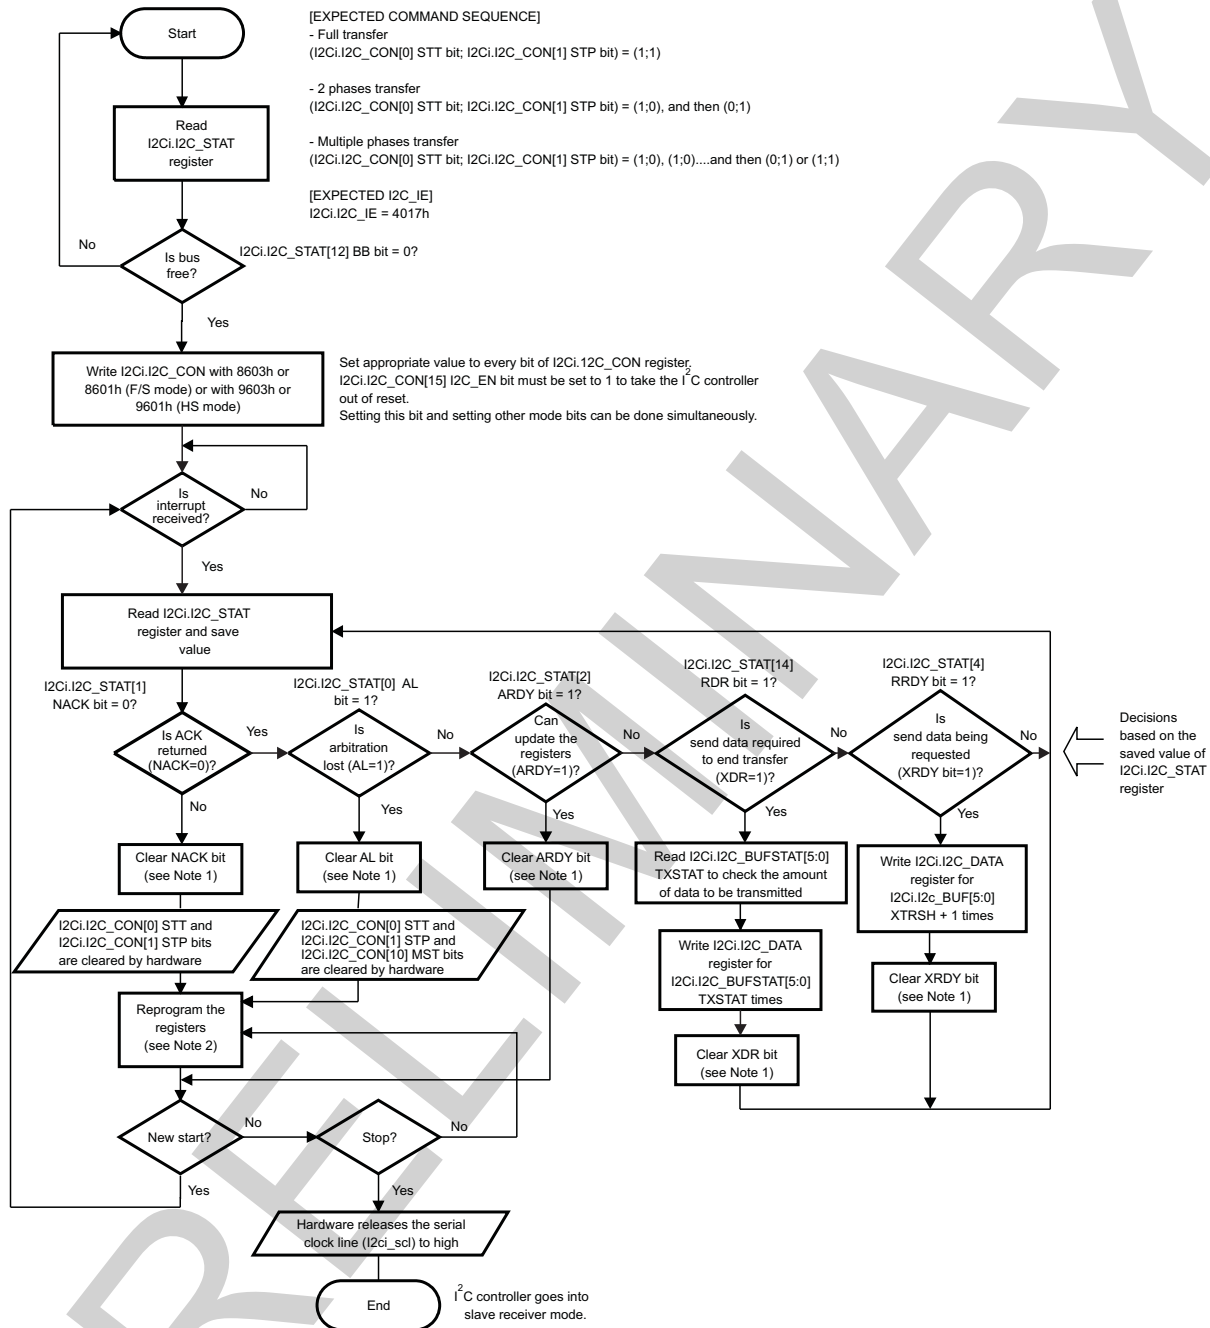 Start
[EXPECTED COMMAND SEQUENCE]
- Full transfer
(I2Ci.I2C_CON[0] STT bit; I2Ci.I2C_CON[1] STP bit) = (1;1)
- 2 phases transfer
(I2Ci.I2C_CON[0] STT bit; I2Ci.I2C_CON[1] STP bit) = (1;0), and then (0;1)
- Multiple phases transfer
(I2Ci.I2C_CON[0] STT bit; I2Ci.I2C_CON[1] STP bit) = (1;0), (1;0)....and then (0;1) or (1;1)
[EXPECTED I2C_IE]
I2Ci.I2C_IE = 4017h
Read
I2Ci.I2C_STAT
register
No
Is bus
free?
I2Ci.I2C_STAT[12] BB bit = 0?
Yes
Write I2Ci.I2C_CON with 8603h or
8601h (F/S mode) or with 9603h or
9601h (HS mode)
Set appropriate value to every bit of I2Ci.12C_CON register.
I2Ci.I2C_CON[15] I2C_EN bit must be set to 1 to take the I2C controller
out of reset.
Setting this bit and setting other mode bits can be done simultaneously.
Is
interrupt
received?
No
Yes
Read I2Ci.I2C_STAT
register and save
value
I2Ci.I2C_STAT[1]
NACK bit = 0?
I2Ci.I2C_STAT[0] AL
bit = 1?
I2Ci.I2C_STAT[2]
ARDY bit = 1?
I2Ci.I2C_STAT[14]
RDR bit = 1?
I2Ci.I2C_STAT[4]
RRDY bit = 1?
Is ACK
returned
(NACK=0)?
Yes
No
Is
arbitration
lost (AL=1)?
No
Yes
Can
update the
registers
(ARDY=1)?
No
Yes
Is
send data required
to end transfer
(XDR=1)?
No
Yes
Is
send data being
requested
(XRDY bit=1)?
No
Yes
Decisions
based on the
saved value of
I2Ci.I2C_STAT
register
Clear NACK bit
(see Note 1)
Clear AL bit
(see Note 1)
Clear ARDY bit
(see Note 1)
Read I2Ci.I2C_BUFSTAT[5:0]
TXSTAT to check the amount
of data to be transmitted
Write I2Ci.I2C_DATA
register for
I2Ci.I2c_BUF[5:0]
XTRSH + 1 times
I2Ci.I2C_CON[0] STT and
I2Ci.I2C_CON[1] STP bits
are cleared by hardware
I2Ci.I2C_CON[0] STT and
I2Ci.I2C_CON[1] STP and
I2Ci.I2C_CON[10] MST bits
are cleared by hardware
Write I2Ci.I2C_DATA
register for
I2Ci.I2C_BUFSTAT[5:0]
TXSTAT times
Clear XRDY bit
(see Note 1)
Reprogram the
registers
(see Note 2)
Clear XDR bit
(see Note 1)
New start?
No
Yes
Stop?
No
Yes
Hardware releases the serial
clock line (I2ci_scl) to high
End
I2C controller goes into
slave receiver mode.
RELIMINARY